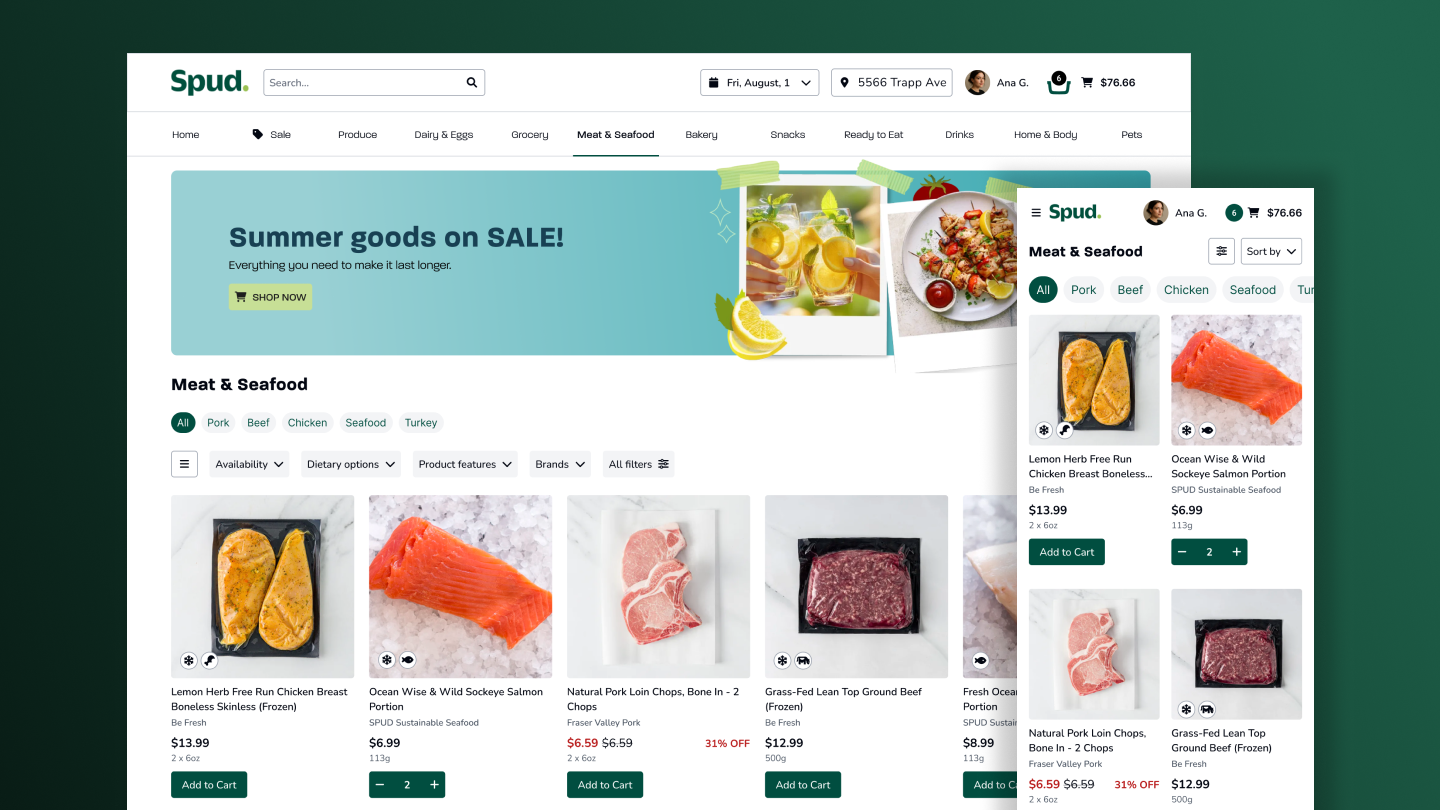 Spud.
Search...
Fri, August, 1
5566 Trapp Ave
Ana G.
6
$76.66
Home
Sale
Produce
Dairy & Eggs
Grocery
Meat & Seafood
Bakery
Snacks
Ready to Eat
Drinks
Home & Body
Pets
Summer goods on SALE!
Everything you need to make it last longer.
SHOP NOW
Meat & Seafood
All
Pork
Beef
Chicken
Seafood
Turkey
Availability
Dietary options
Product features
Brands
All filters
Lemon Herb Free Run Chicken Breast
Boneless Skinless (Frozen)
Be Fresh
$13.99
2 x 6oz
Add to Cart
Ocean Wise & Wild Sockeye Salmon
Portion
SPUD Sustainable Seafood
$6.99
113g
2
Natural Pork Loin Chops, Bone In - 2
Chops
Fraser Valley Pork
$6.59 $6.59 31% OFF
2 x 6oz
Add to Cart
Grass-Fed Lean Top Ground Beef
(Frozen)
Be Fresh
$12.99
500g
Add to Cart
Fresh
Portion
SPUD
$8.99
113g
Add to
Spud.
Ana G.
6
$76.66
Meat & Seafood
Sort by
All
Pork
Beef
Chicken
Seafood
Tur
Lemon Herb Free Run
Chicken Breast Boneless...
Be Fresh
$13.99
2 x 6oz
Add to Cart
Ocean Wise & Wild
Sockeye Salmon Portion
SPUD Sustainable Seafood
$6.99
113g
2
Natural Pork Loin Chops,
Bone In - 2 Chops
Fraser Valley Pork
$6.59 $6.59 31% OFF
2 x 6oz
Grass-Fed Lean Top
Ground Beef (Frozen)
Be Fresh
$12.99
500g